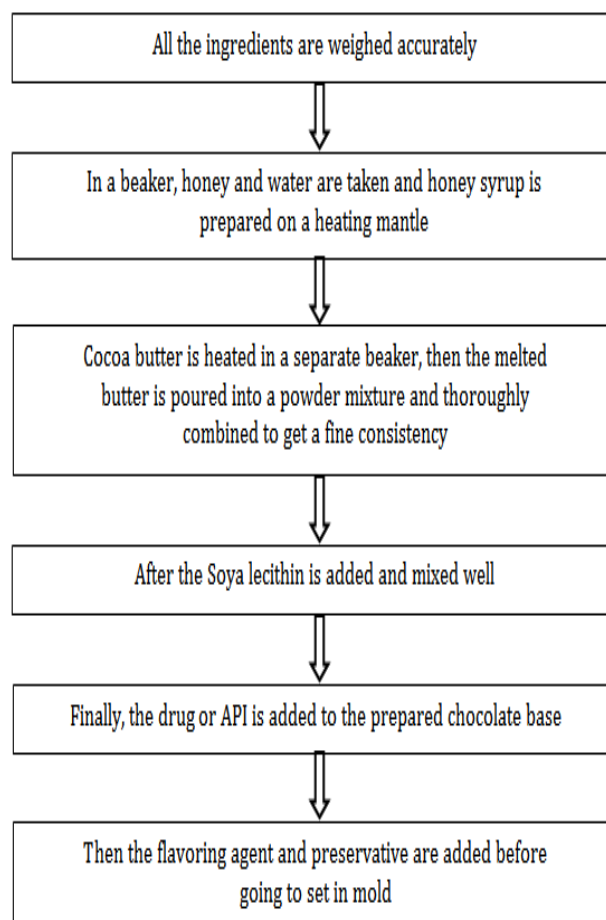 All the ingredients are weighed accurately
In a beaker, honey and water are taken and honey syrup is
prepared on a heating mantle
Cocoa butter is heated in a separate beaker, then the melted
butter is poured into a powder mixture and thoroughly
combined to get a fine consistency
After the Soya lecithin is added and mixed well
Finally, the drug or API is added to the prepared chocolate base
Then the flavoring agent and preservative are added before
going to set in mold